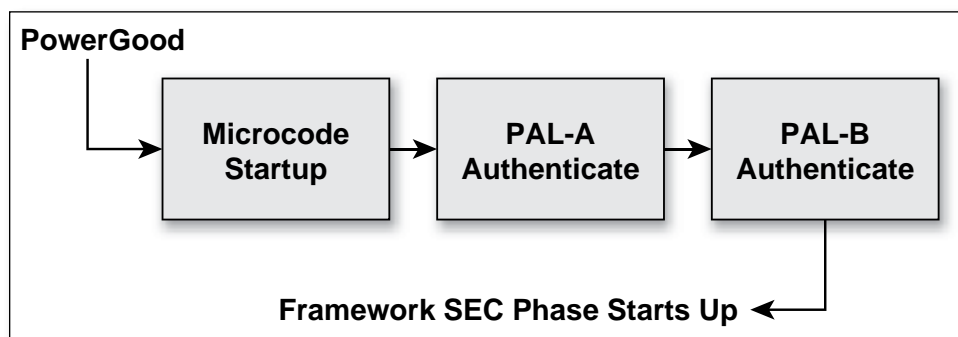 PowerGood
Microcode
Startup
PAL-A
Authenticate
PAL-B
Authenticate
Framework SEC Phase Starts Up